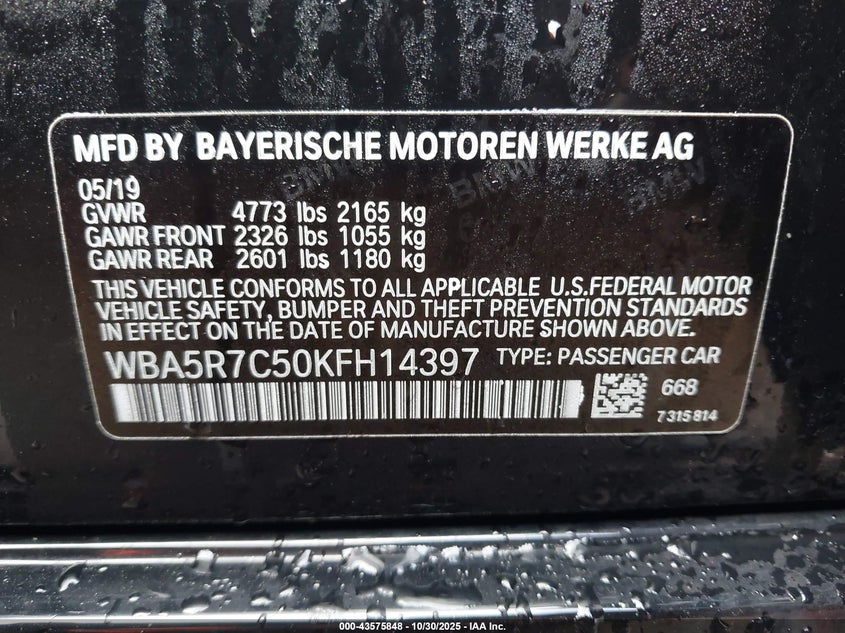 MFD BY BAYERISCHE MOTOREN WERKE AG
05/19
GVWR 4773 lbs 2165 kg
GAWR FRONT 2326 lbs 1055 kg
GAWR REAR 2601 lbs 1180 kg
THIS VEHICLE CONFORMS TO ALL APPLICABLE U.S.FEDERAL MOTOR
VEHICLE SAFETY, BUMPER AND THEFT PREVENTION STANDARDS
IN EFFECT ON THE DATE OF MANUFACTURE SHOWN ABOVE.
WBA5R7C50KFH14397 TYPE: PASSENGER CAR
668
7315814
000-43575848 - 10/30/2025 - IAA Inc.